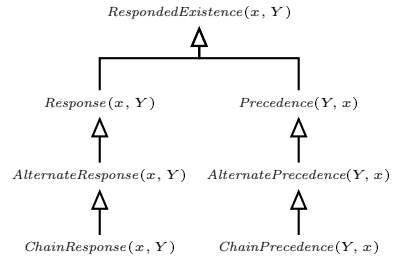 RespondedExistence(x, Y)
Response(x, Y) Precedence(Y, x)
AlternateResponse(x, Y) AlternatePrecedence(Y, x)
ChainResponse(x, Y) ChainPrecedence(Y, x)